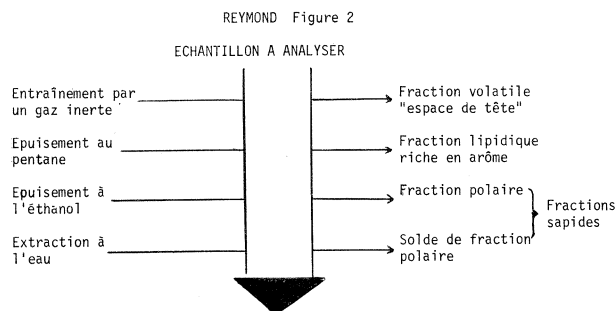 REYMOND Figure 2
ECHANTILLON A ANALYSER
Entraînement par
un gaz inerte
Fraction volatile
"espace de tête"
Epuisement au
pentane
Fraction lipidique
riche en arôme
Epuisement à
l'éthanol
Fraction polaire
Fractions
sapides
Extraction à
l'eau
Solde de fraction
polaire